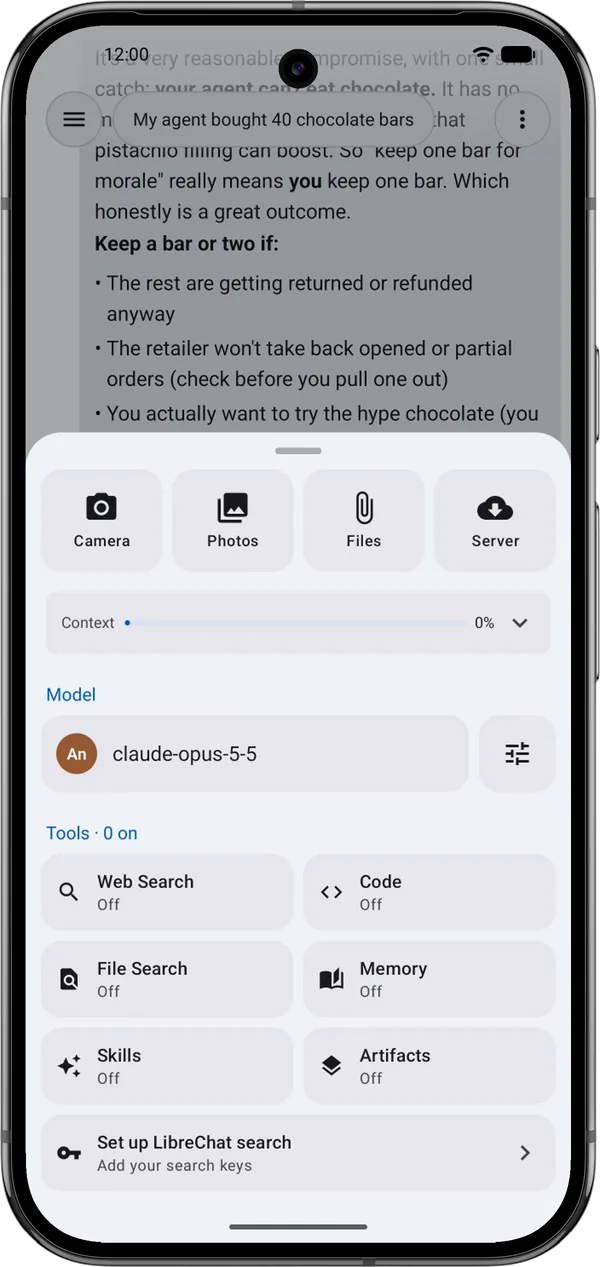 12:00
It's a very reasonable compromise, with one small
catch: your agent can't eat chocolate. It has no
My agent bought 40 chocolate bars
that
pistachio filling can boost. So "keep one bar for
morale" really means you keep one bar. Which
honestly is a great outcome.
Keep a bar or two if:
• The rest are getting returned or refunded
anyway
• The retailer won't take back opened or partial
orders (check before you pull one out)
• You actually want to try the hype chocolate (you
Camera
Photos
Files
Server
Context
0%
Model
An
claude-opus-5-5
Tools · 0 on
Web Search
Off
Code
Off
File Search
Off
Memory
Off
Skills
Off
Artifacts
Off
Set up LibreChat search
Add your search keys